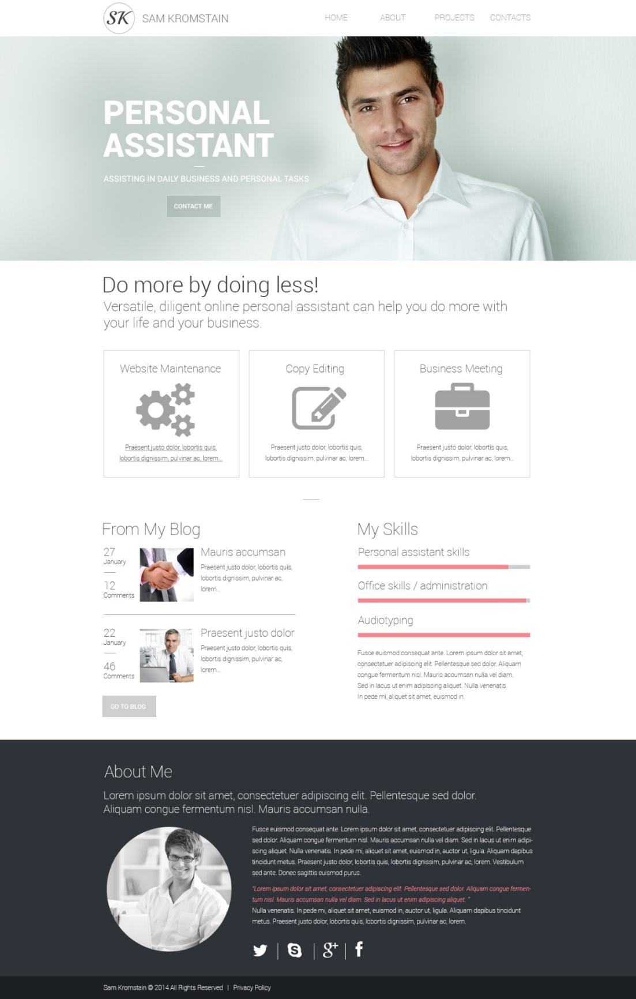 SK SAM KROMSTAIN HOME ABOUT PROJECTS CONTACTS
PERSONAL
ASSISTANT
ASSISTING IN DAILY BUSINESS AND PERSONAL TASKS
CONTACT ME
Do more by doing less!
Versatile, diligent online personal assistant can help you do more with
your life and your business.
Website Maintenance
Praesent justo dolor, lobortis quis,
lobortis dignissim, pulvinar ac, lorem...
Copy Editing
Praesent justo dolor, lobortis quis,
lobortis dignissim, pulvinar ac, lorem...
Business Meeting
Praesent justo dolor, lobortis quis,
lobortis dignissim, pulvinar ac, lorem...
From My Blog
27
January
12
Comments
Mauris accumsan
Praesent justo dolor, lobortis quis,
lobortis dignissim, pulvinar ac,
lorem...
22
January
46
Comments
Praesent justo dolor
Praesent justo dolor, lobortis quis,
lobortis dignissim, pulvinar ac,
lorem...
GO TO BLOG
My Skills
Personal assistant skills
Office skills / administration
Audiotyping
Fusce euismod consequat ante. Lorem ipsum dolor sit amet,
consectetuer adipiscing elit. Pellentesque sed dolor. Aliquam
congue fermentum nisl. Mauris accumsan nulla vel diam.
Sed in lacus ut enim adipiscing aliquet. Nulla venenatis.
In pede mi, aliquet sit amet, euismod in.
About Me
Lorem ipsum dolor sit amet, consectetuer adipiscing elit. Pellentesque sed dolor.
Aliquam congue fermentum nisl. Mauris accumsan nulla.
Fusce euismod consequat ante. Lorem ipsum dolor sit amet, consectetuer adipiscing elit. Pellentesque
sed dolor. Aliquam congue fermentum nisl. Mauris accumsan nulla vel diam. Sed in lacus ut enim adipi-
scing aliquet. Nulla venenatis. In pede mi, aliquet sit amet, euismod in, auctor ut, ligula. Aliquam dapibus
tincidunt metus. Praesent justo dolor, lobortis quis, lobortis dignissim, pulvinar ac, lorem. Vestibulum
sed ante. Donec sagittis euismod purus.
"Lorem ipsum dolor sit amet, consectetuer adipiscing elit. Pellentesque sed dolor. Aliquam congue fermen-
tum nisl. Mauris accumsan nulla vel diam. Sed in lacus ut enim adipiscing aliquet. "
Nulla venenatis. In pede mi, aliquet sit amet, euismod in, auctor ut, ligula. Aliquam dapibus tincidunt
metus. Praesent justo dolor, lobortis quis, lobortis dignissim, pulvinar ac, lorem.
Sam Kromstain © 2014 All Rights Reserved | Privacy Policy